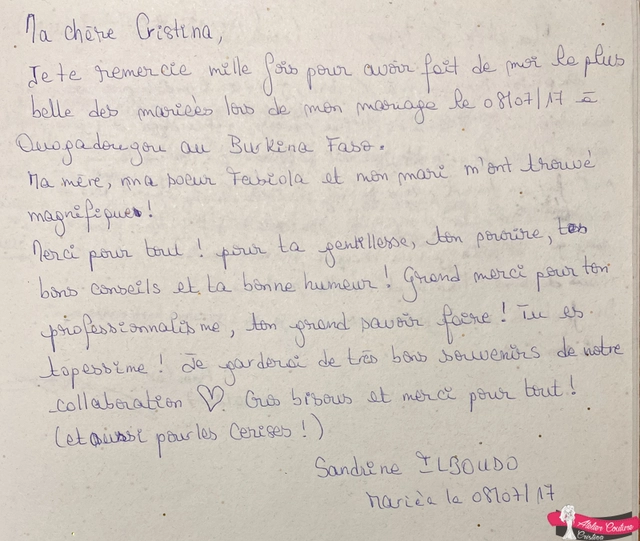 Ma chère Cristina,
Je te remercie mille fois pour avoir fait de moi la plus
belle des mariées lors de mon mariage le 08/07/17 à
Ouagadougou au Burkina Faso.
Ma mère, ma soeur Fabiola et mon mari m'ont trouvé
magnifique!
Merci pour tout ! pour ta gentillesse, ton sourire, tes
bons conseils et ta bonne humeur ! Grand merci pour ton
professionnalisme, ton grand savoir faire ! Tu es
topessime ! Je garderai de très bons souvenirs de notre
collaboration ♡ Gros bisous et merci pour tout !
(et aussi pour les cerises !)
Sandrine ILBOUDO
Mariée le 08/07/17
Atelier Couture
Cristina